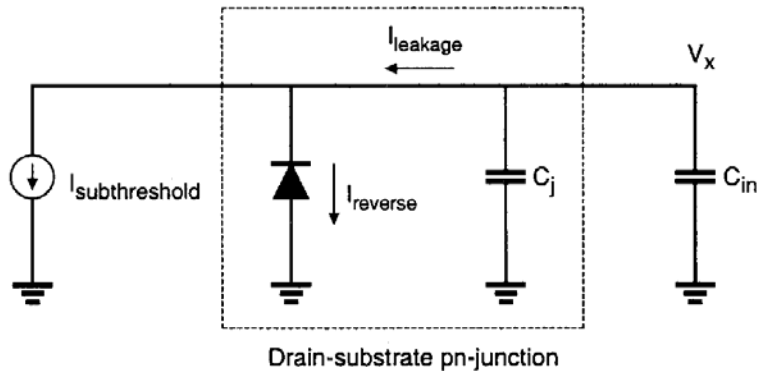 I_leakage
V_x
I_subthreshold
I_reverse
C_j
C_in
Drain-substrate pn-junction